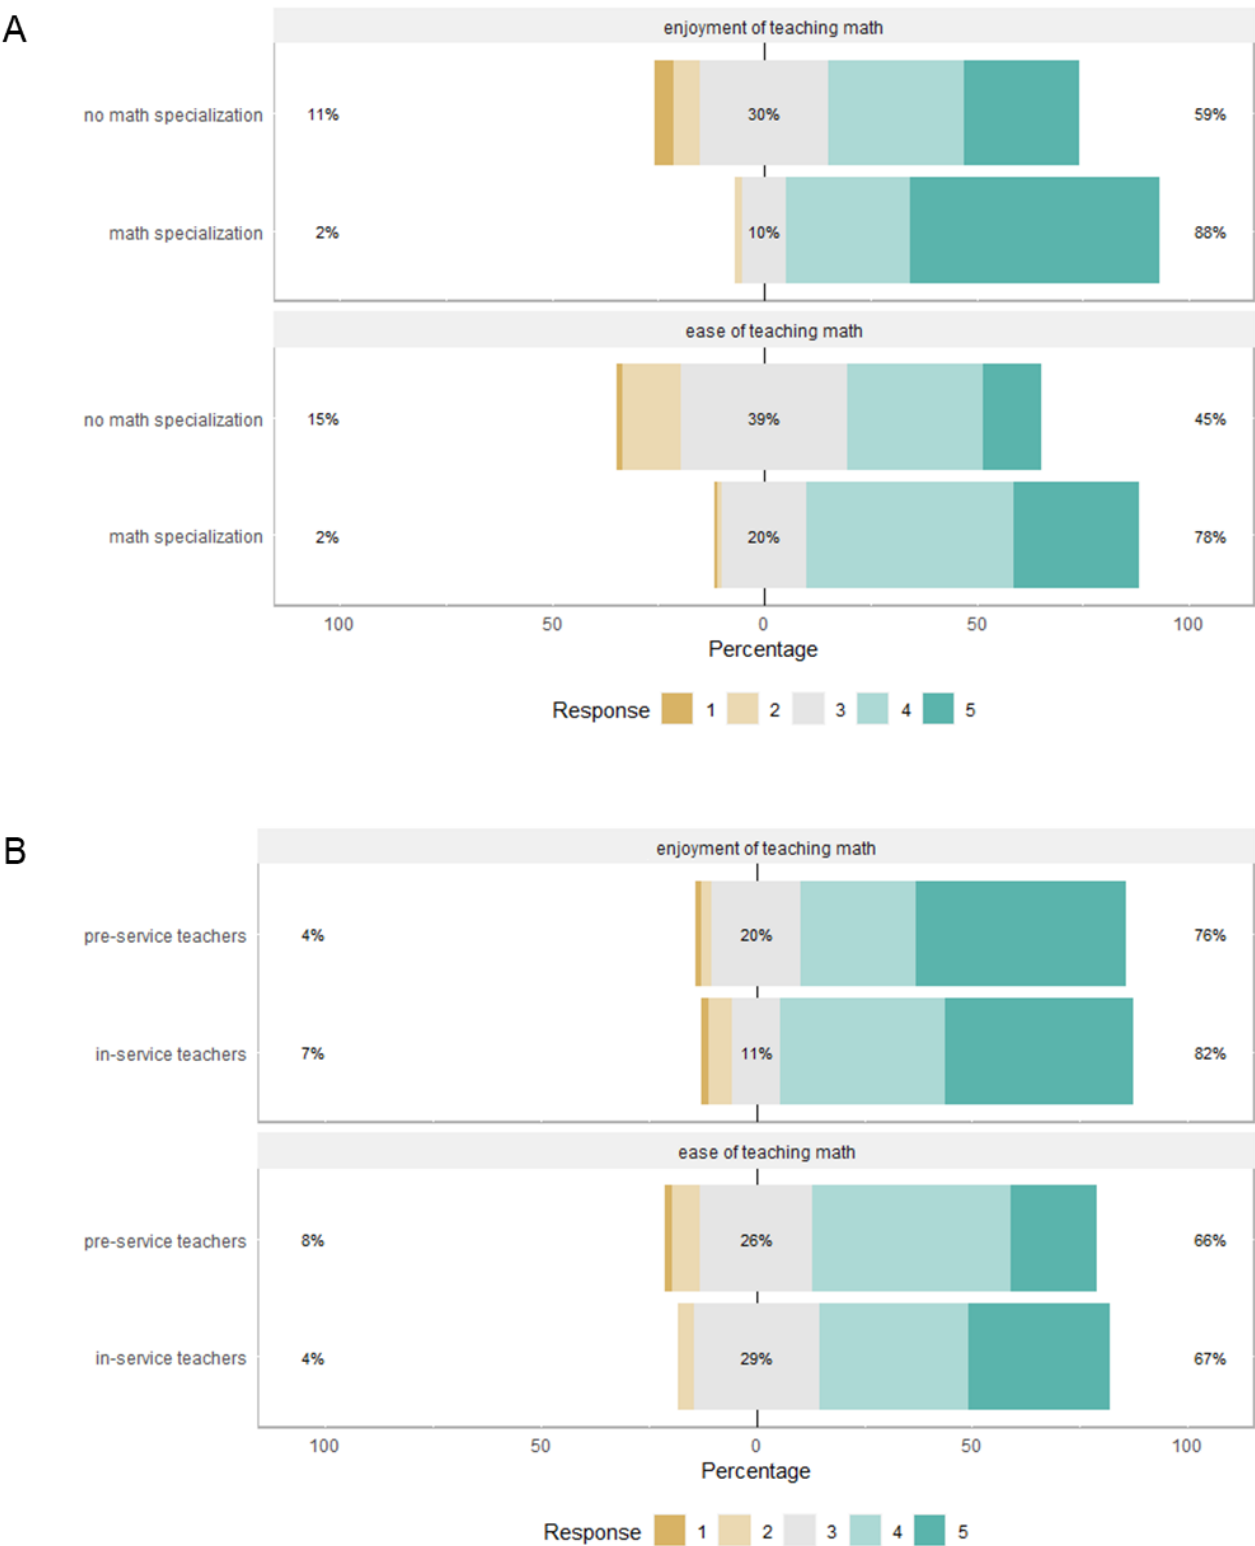 A
enjoyment of teaching math
no math specialization 11% 30% 59%
math specialization 2% 10% 88%
ease of teaching math
no math specialization 15% 39% 45%
math specialization 2% 20% 78%
100 50 0 50 100
Percentage
Response 1 2 3 4 5
B
enjoyment of teaching math
pre-service teachers 4% 20% 76%
in-service teachers 7% 11% 82%
ease of teaching math
pre-service teachers 8% 26% 66%
in-service teachers 4% 29% 67%
100 50 0 50 100
Percentage
Response 1 2 3 4 5